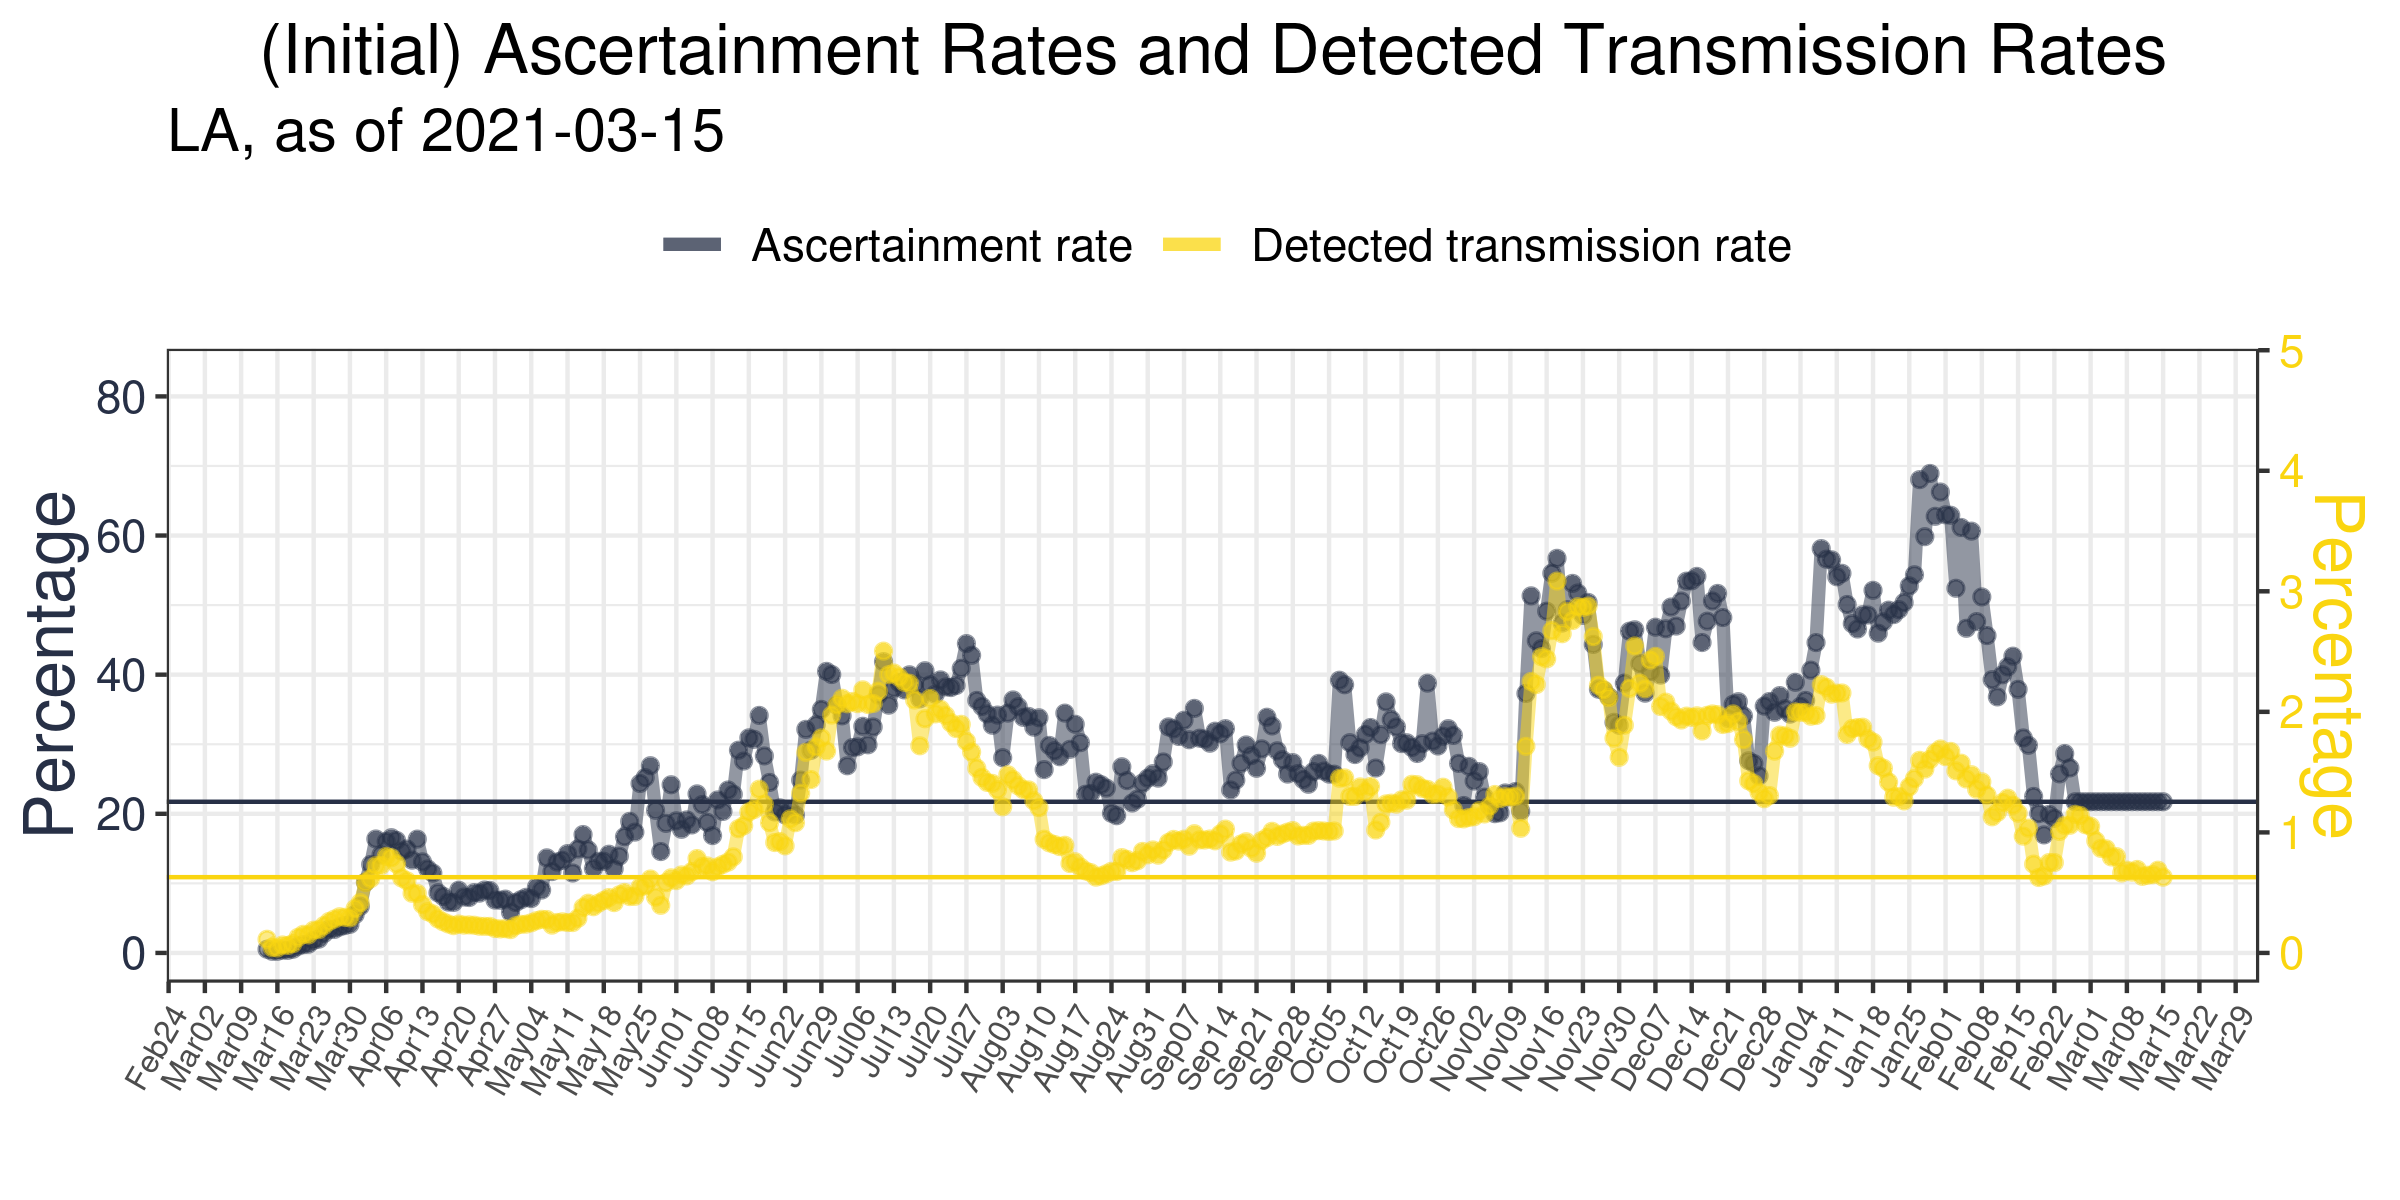 (Initial) Ascertainment Rates and Detected Transmission Rates
LA, as of 2021-03-15
Ascertainment rate
Detected transmission rate
Percentage
80
60
40
20
0
5
4
3
2
1
0
Percentage
Feb24
Mar02
Mar09
Mar16
Mar23
Mar30
Apr06
Apr13
Apr20
Apr27
May04
May11
May18
May25
Jun01
Jun08
Jun15
Jun22
Jun29
Jul06
Jul13
Jul20
Jul27
Aug03
Aug10
Aug17
Aug24
Aug31
Sep07
Sep14
Sep21
Sep28
Oct05
Oct12
Oct19
Oct26
Nov02
Nov09
Nov16
Nov23
Nov30
Dec07
Dec14
Dec21
Dec28
Jan04
Jan11
Jan18
Jan25
Feb01
Feb08
Feb15
Feb22
Mar01
Mar08
Mar15
Mar22
Mar29